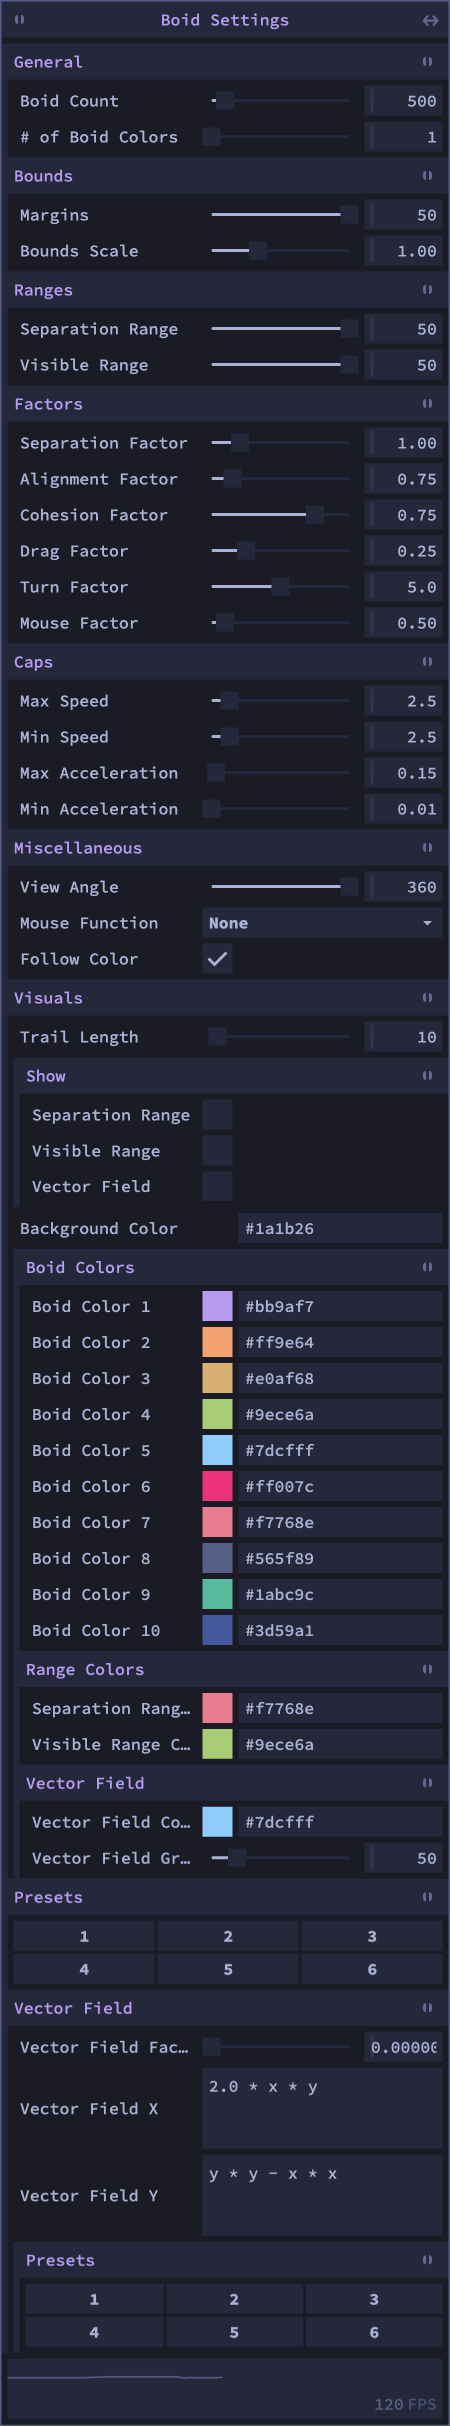 Boid Settings
General
Boid Count 500
# of Boid Colors 1
Bounds
Margins 50
Bounds Scale 1.00
Ranges
Separation Range 50
Visible Range 50
Factors
Separation Factor 1.00
Alignment Factor 0.75
Cohesion Factor 0.75
Drag Factor 0.25
Turn Factor 5.0
Mouse Factor 0.50
Caps
Max Speed 2.5
Min Speed 2.5
Max Acceleration 0.15
Min Acceleration 0.01
Miscellaneous
View Angle 360
Mouse Function None
Follow Color
Visuals
Trail Length 10
Show
Separation Range
Visible Range
Vector Field
Background Color #1a1b26
Boid Colors
Boid Color 1 #bb9af7
Boid Color 2 #ff9e64
Boid Color 3 #e0af68
Boid Color 4 #9ece6a
Boid Color 5 #7dcfff
Boid Color 6 #ff007c
Boid Color 7 #f7768e
Boid Color 8 #565f89
Boid Color 9 #1abc9c
Boid Color 10 #3d59a1
Range Colors
Separation Rang… #f7768e
Visible Range C… #9ece6a
Vector Field
Vector Field Co… #7dcfff
Vector Field Gr… 50
Presets
1 2 3
4 5 6
Vector Field
Vector Field Fac… 0.00000
2.0 * x * y
Vector Field X
y * y - x * x
Vector Field Y
Presets
1 2 3
4 5 6
120 FPS